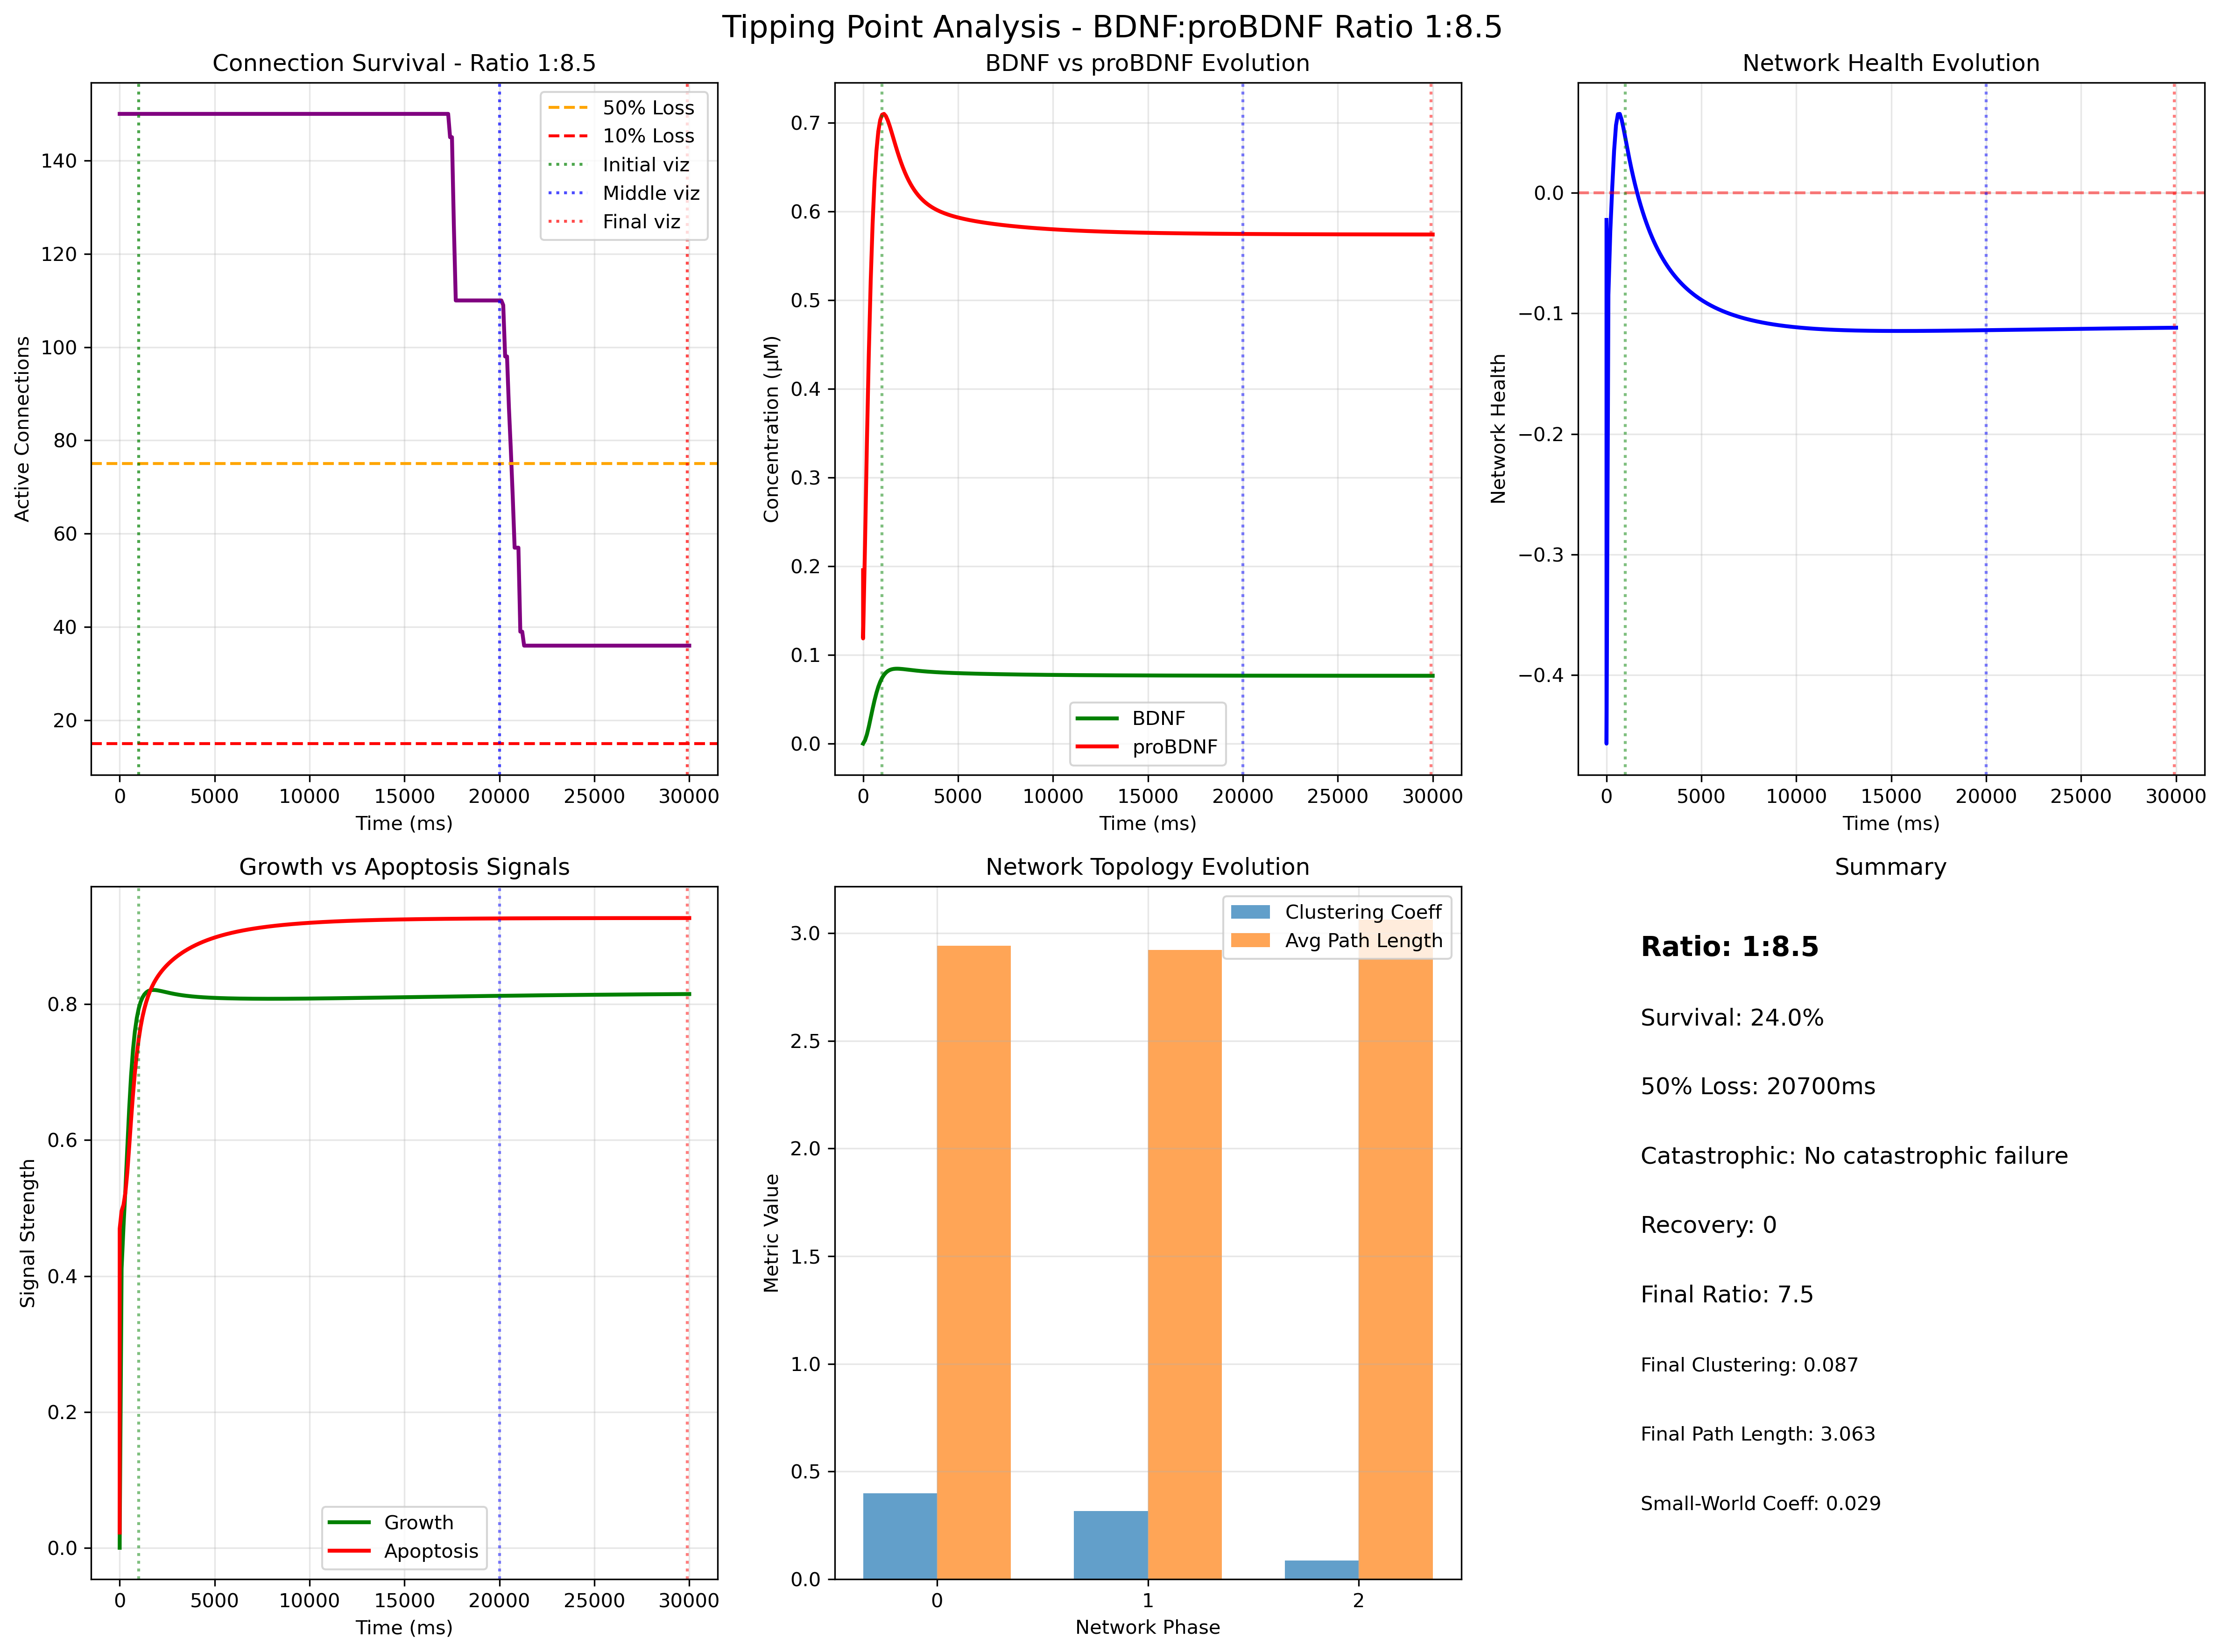 Tipping Point Analysis - BDNF:proBDNF Ratio 1:8.5
Connection Survival - Ratio 1:8.5
50% Loss
10% Loss
Initial viz
Middle viz
Final viz
140
120
100
80
60
40
20
Active Connections
0 5000 10000 15000 20000 25000 30000
Time (ms)
BDNF vs proBDNF Evolution
0.7
0.6
0.5
0.4
0.3
0.2
0.1
0.0
Concentration (μM)
BDNF
proBDNF
0 5000 10000 15000 20000 25000 30000
Time (ms)
Network Health Evolution
0.0
−0.1
−0.2
−0.3
−0.4
Network Health
0 5000 10000 15000 20000 25000 30000
Time (ms)
Growth vs Apoptosis Signals
0.8
0.6
0.4
0.2
0.0
Signal Strength
Growth
Apoptosis
0 5000 10000 15000 20000 25000 30000
Time (ms)
Network Topology Evolution
Clustering Coeff
Avg Path Length
3.0
2.5
2.0
1.5
1.0
0.5
0.0
Metric Value
0 1 2
Network Phase
Summary
Ratio: 1:8.5
Survival: 24.0%
50% Loss: 20700ms
Catastrophic: No catastrophic failure
Recovery: 0
Final Ratio: 7.5
Final Clustering: 0.087
Final Path Length: 3.063
Small-World Coeff: 0.029